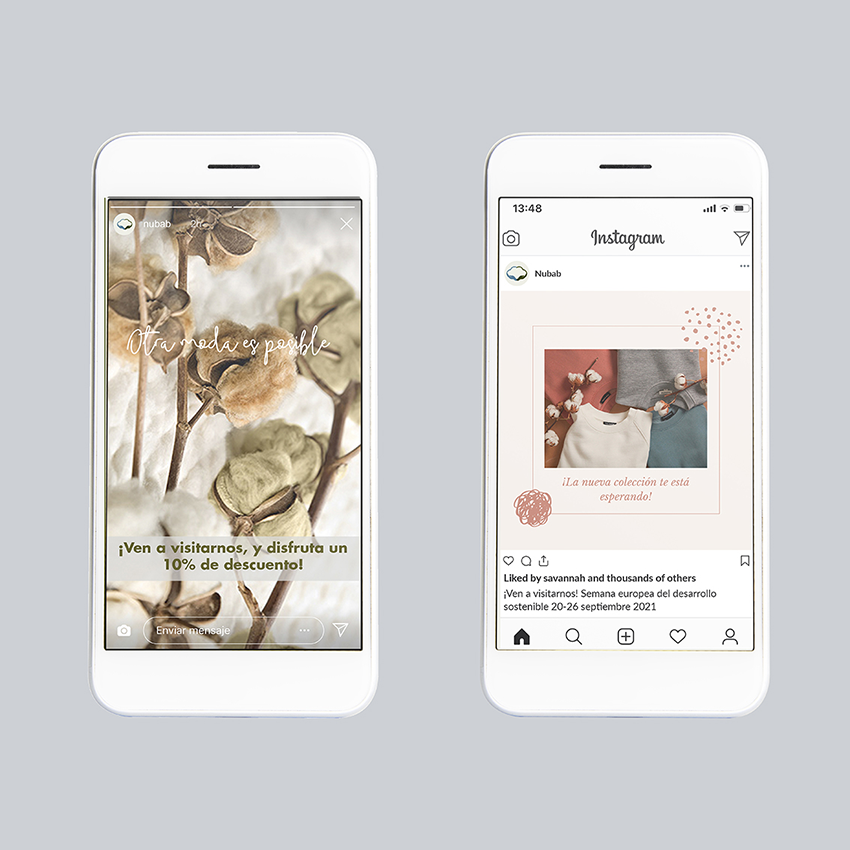 nubab 2h
Otra moda es posible
¡Ven a visitarnos, y disfruta un
10% de descuento!
Enviar mensaje
13:48
Instagram
Nubab
¡La nueva colección te está
esperando!
Liked by savannah and thousands of others
¡Ven a visitarnos! Semana europea del desarrollo
sostenible 20-26 septiembre 2021